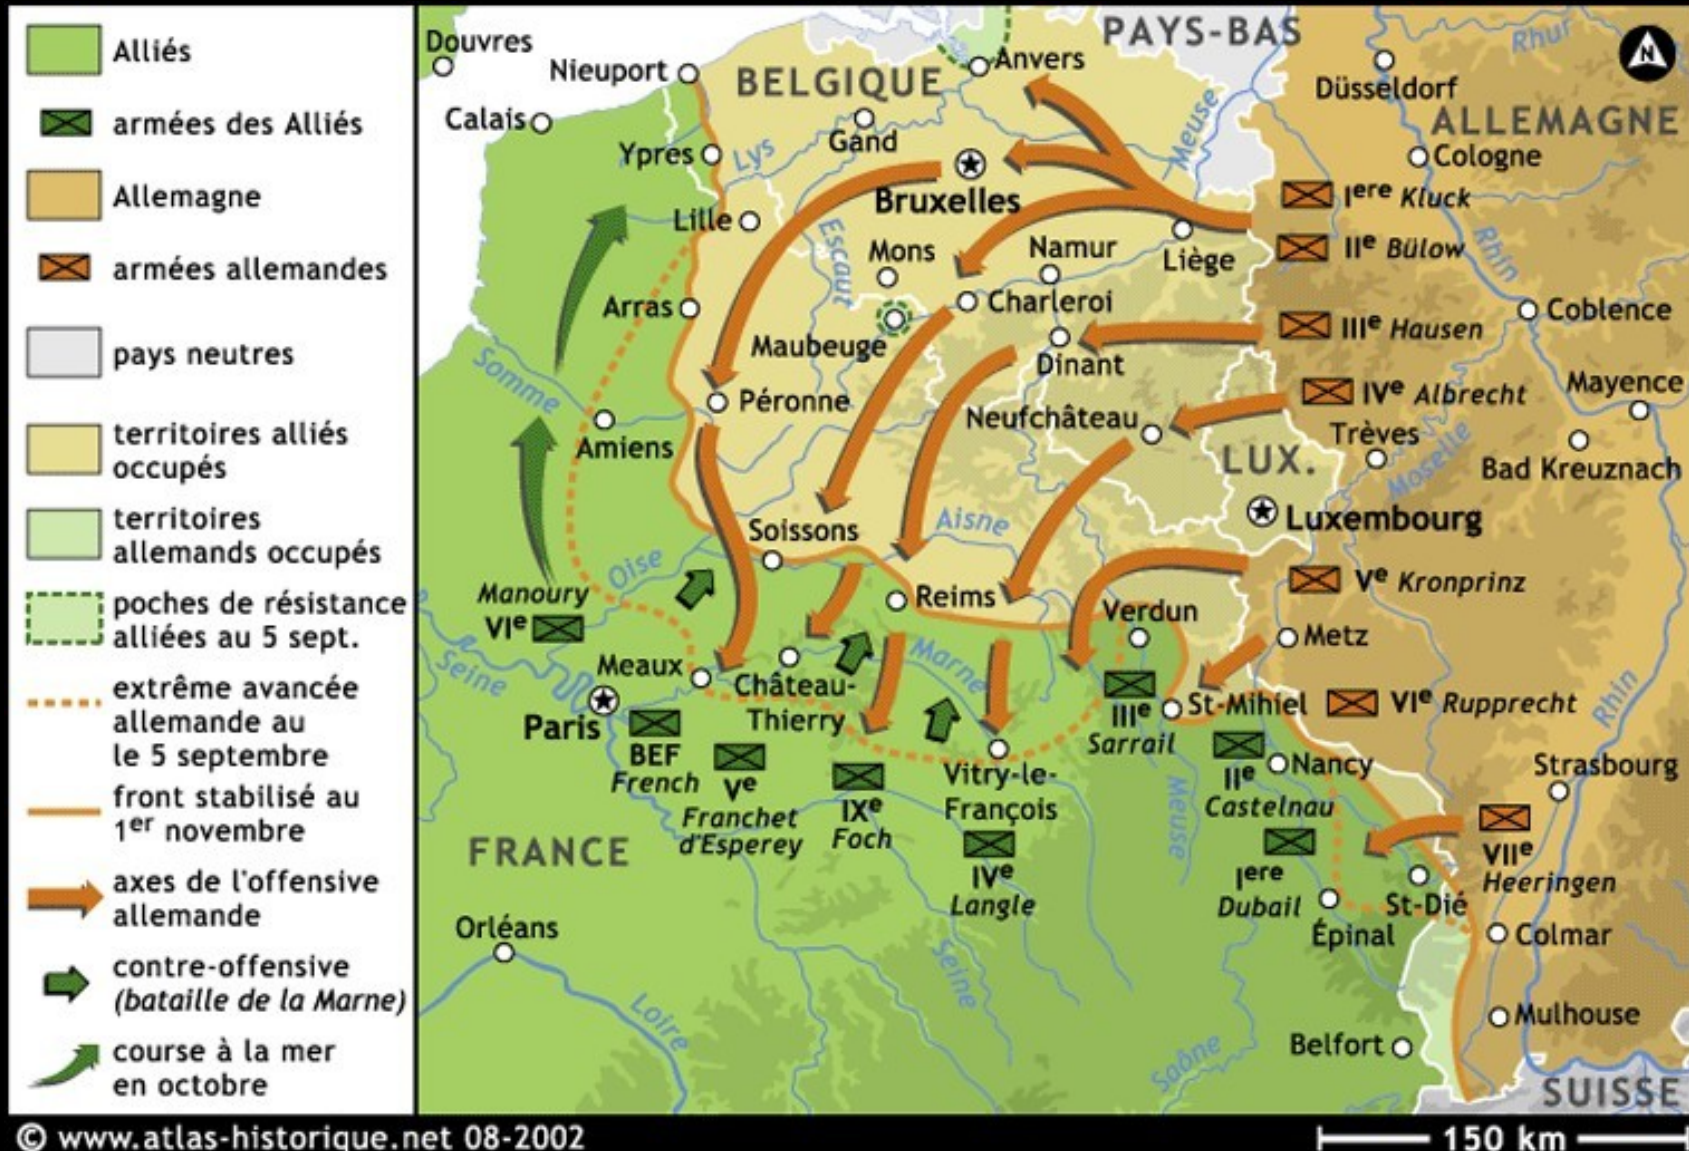 Alliés
armées des Alliés
Allemagne
armées allemandes
pays neutres
territoires alliés
occupés
territoires
allemands occupés
poches de résistance
alliées au 5 sept.
extrême avancée
allemande au
le 5 septembre
front stabilisé au
1er novembre
axes de l'offensive
allemande
contre-offensive
(bataille de la Marne)
course à la mer
en octobre
Douvres
Calais
Nieuport
Ypres
Lys
BELGIQUE
Gand
Anvers
PAYS-BAS
Meuse
Rhur
N
Düsseldorf
ALLEMAGNE
Cologne
Bruxelles
Lille
Escaut
Mons
Namur
Liège
Iere Kluck
IIe Bülow
Rhin
Arras
Maubeuge
Charleroi
Dinant
IIIe Hausen
Coblence
Somme
Péronne
Amiens
Neufchâteau
IVe Albrecht
Mayence
Trèves
Moselle
Bad Kreuznach
LUX.
Luxembourg
Soissons
Aisne
Oise
Manoury
VIe
Reims
Verdun
Ve Kronprinz
Metz
Seine
Meaux
Marne
Paris
Château-
Thierry
IIIe
Sarrail
St-Mihiel
VIe Rupprecht
Rhin
BEF
French
Ve
Franchet
d'Esperey
IXe
Foch
Vitry-le-
François
IVe
Langle
Meuse
IIe
Castelnau
Nancy
Strasbourg
FRANCE
Iere
Dubail
VIIe
Heeringen
St-Dié
Épinal
Colmar
Orléans
Loire
Seine
Saône
Mulhouse
Belfort
SUISSE
© www.atlas-historique.net 08-2002
150 km